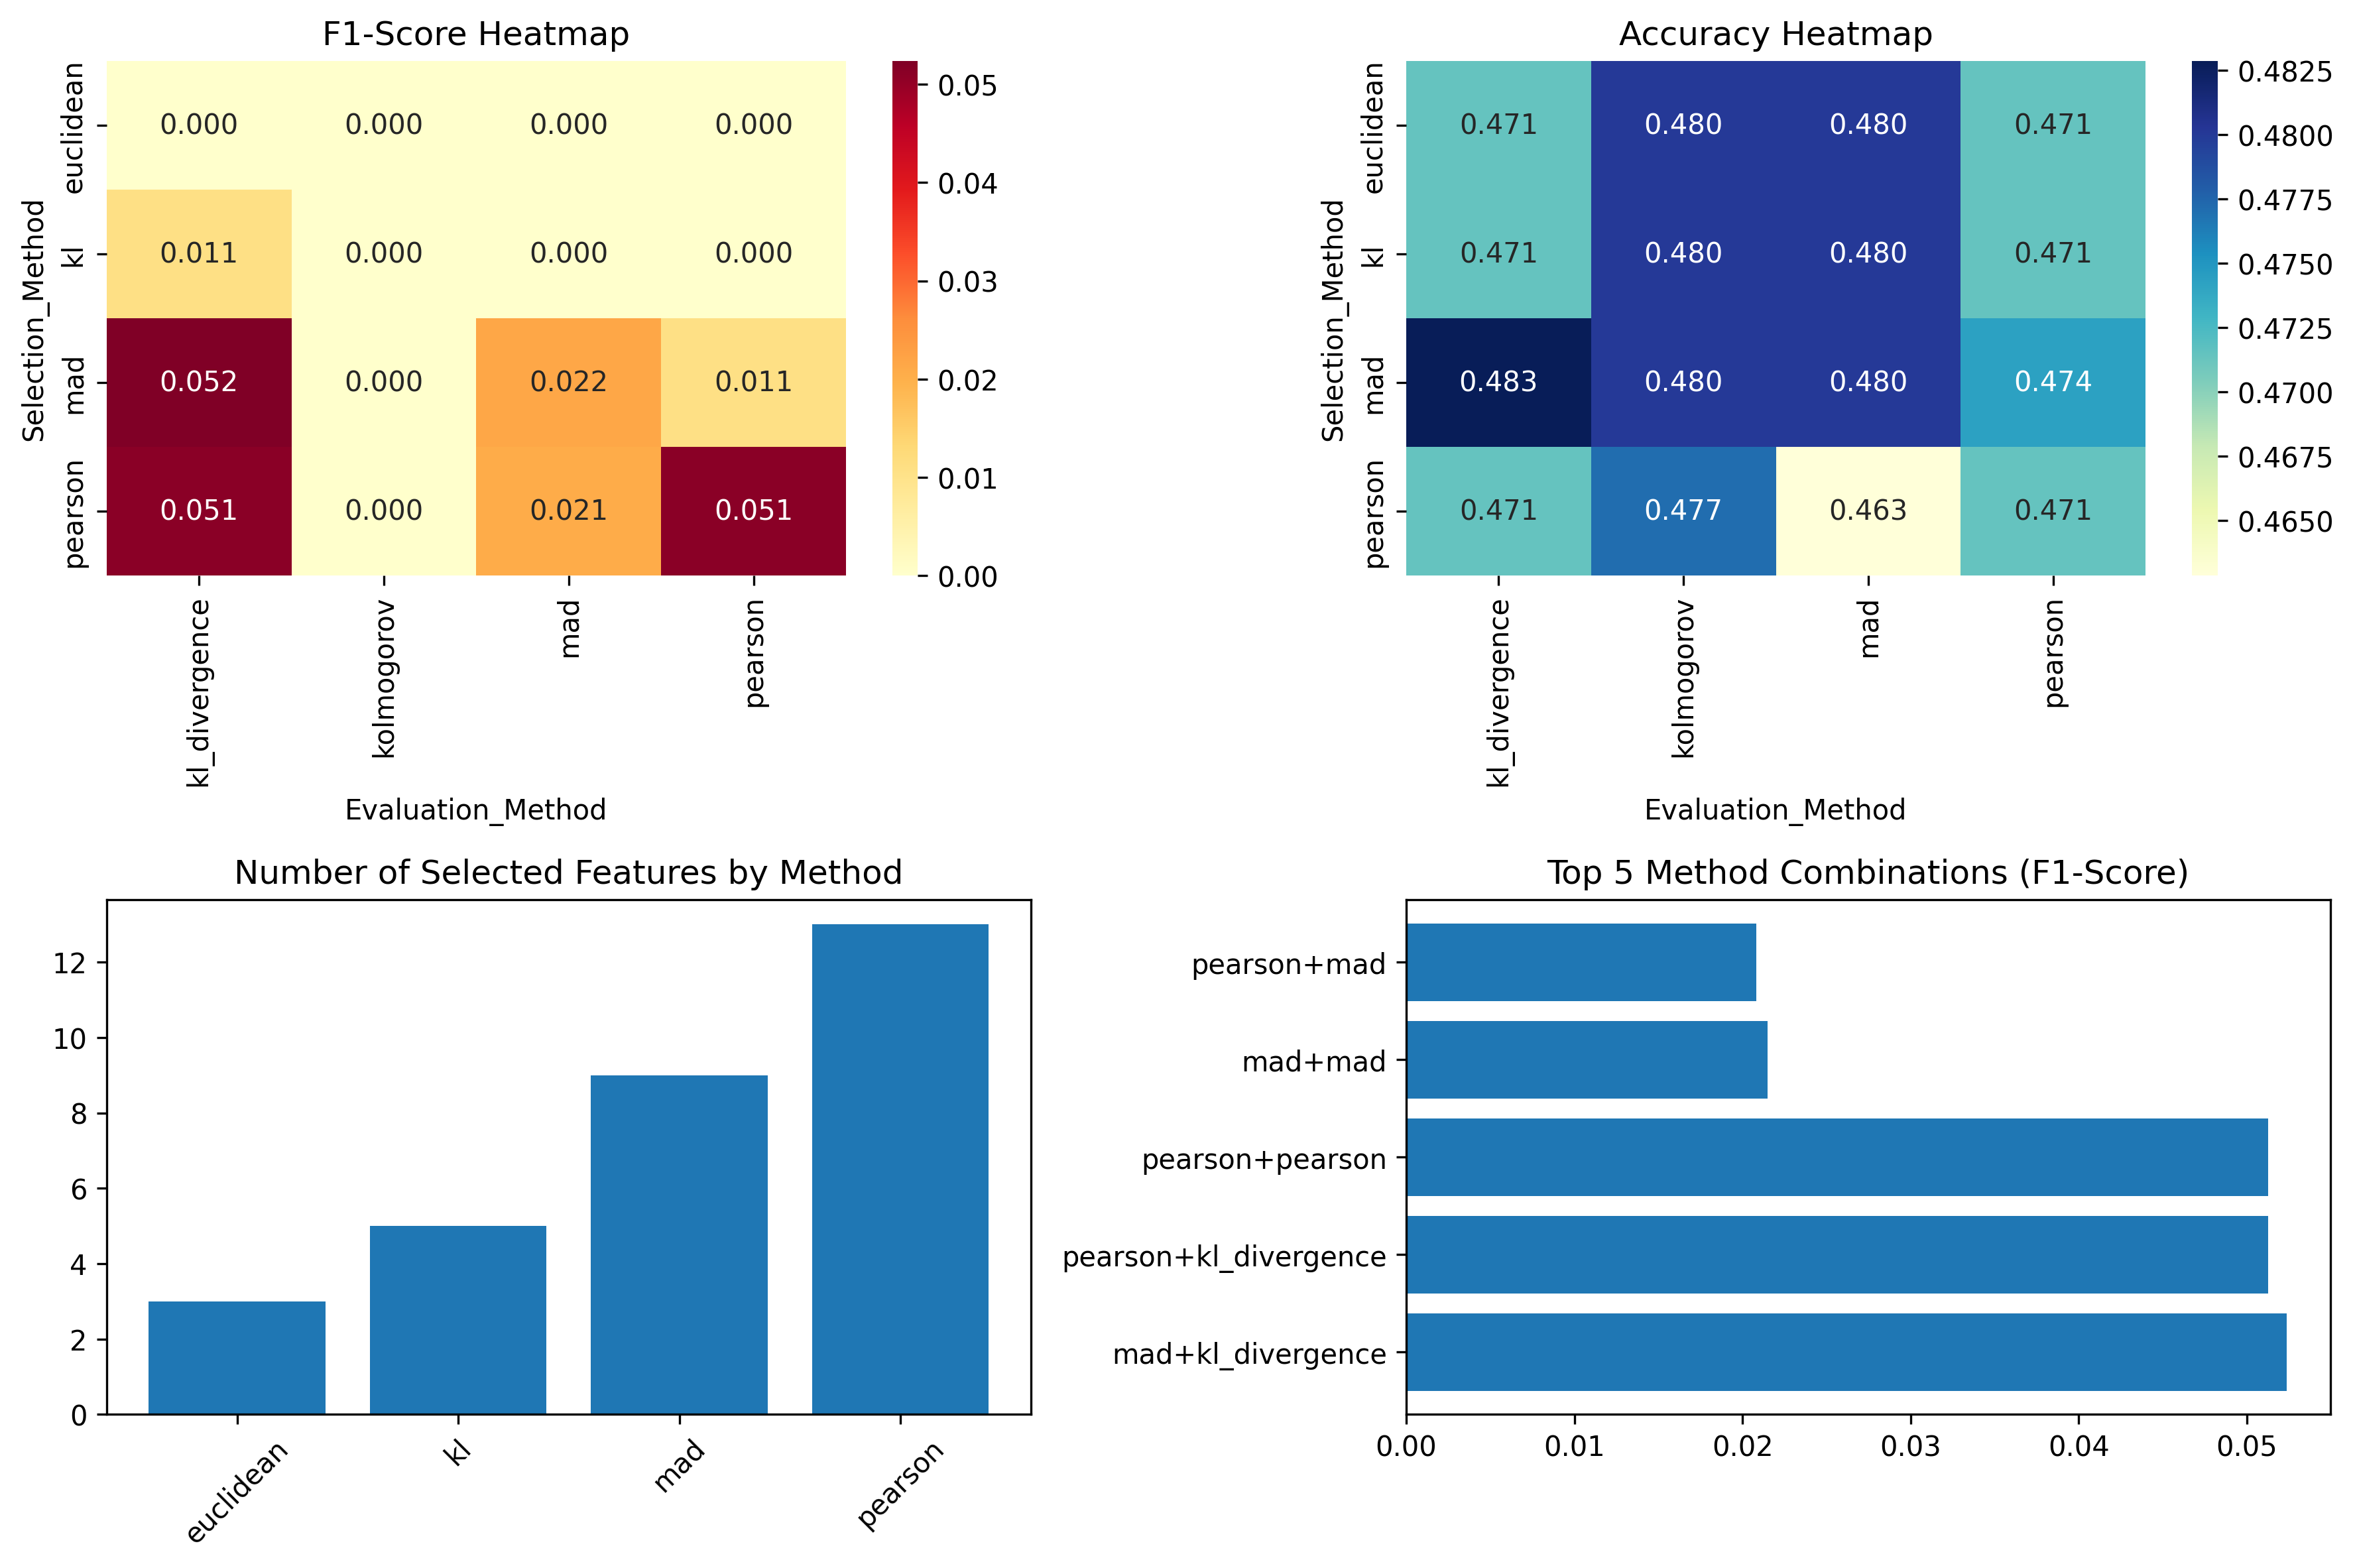 F1-Score Heatmap
Selection_Method
euclidean
kl
mad
pearson
0.000 0.000 0.000 0.000
0.011 0.000 0.000 0.000
0.052 0.000 0.022 0.011
0.051 0.000 0.021 0.051
kl_divergence
kolmogorov
mad
pearson
Evaluation_Method
0.05
0.04
0.03
0.02
0.01
0.00
Accuracy Heatmap
Selection_Method
euclidean
kl
mad
pearson
0.471 0.480 0.480 0.471
0.471 0.480 0.480 0.471
0.483 0.480 0.480 0.474
0.471 0.477 0.463 0.471
kl_divergence
kolmogorov
mad
pearson
Evaluation_Method
0.4825
0.4800
0.4775
0.4750
0.4725
0.4700
0.4675
0.4650
Number of Selected Features by Method
12
10
8
6
4
2
0
euclidean
kl
mad
pearson
Top 5 Method Combinations (F1-Score)
pearson+mad
mad+mad
pearson+pearson
pearson+kl_divergence
mad+kl_divergence
0.00 0.01 0.02 0.03 0.04 0.05